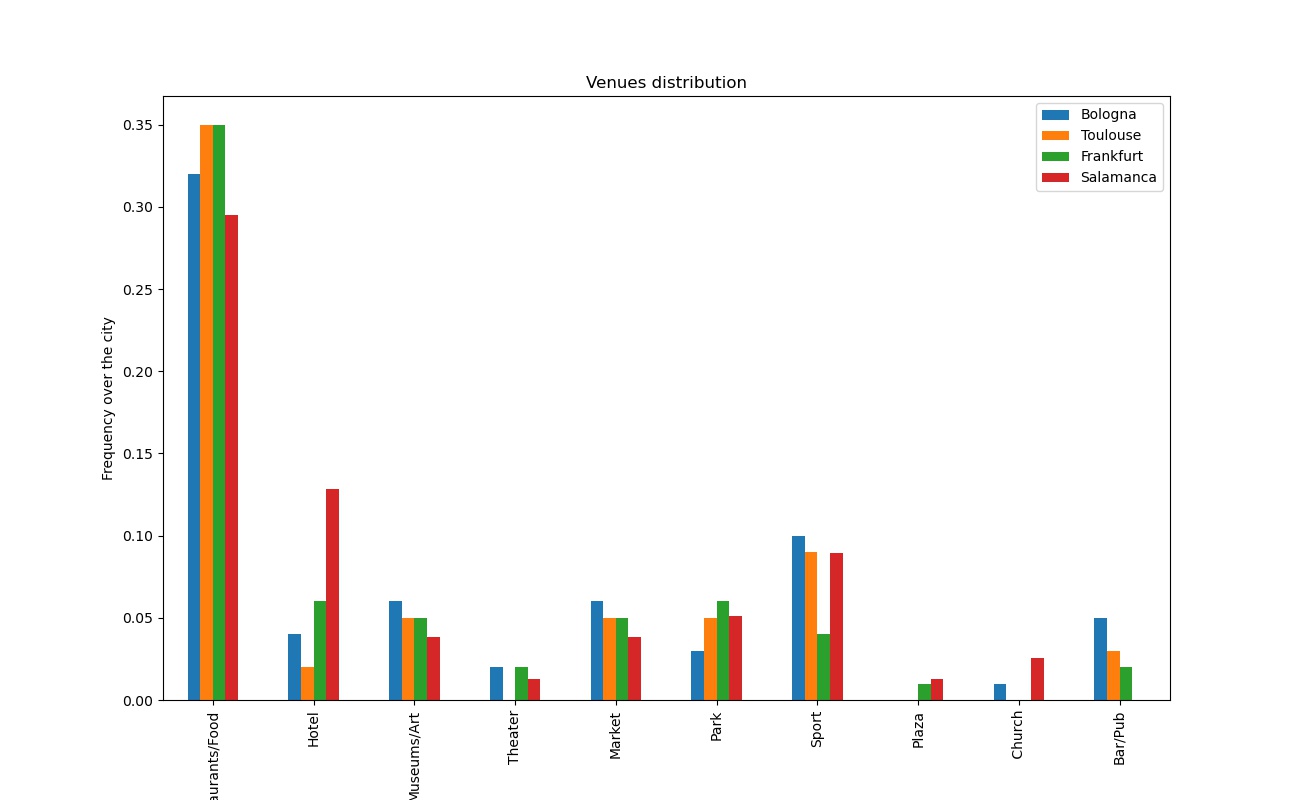 Venues distribution
Bologna
Toulouse
Frankfurt
Salamanca
Frequency over the city
0.35
0.30
0.25
0.20
0.15
0.10
0.05
0.00
aurants/Food
Hotel
Museums/Art
Theater
Market
Park
Sport
Plaza
Church
Bar/Pub